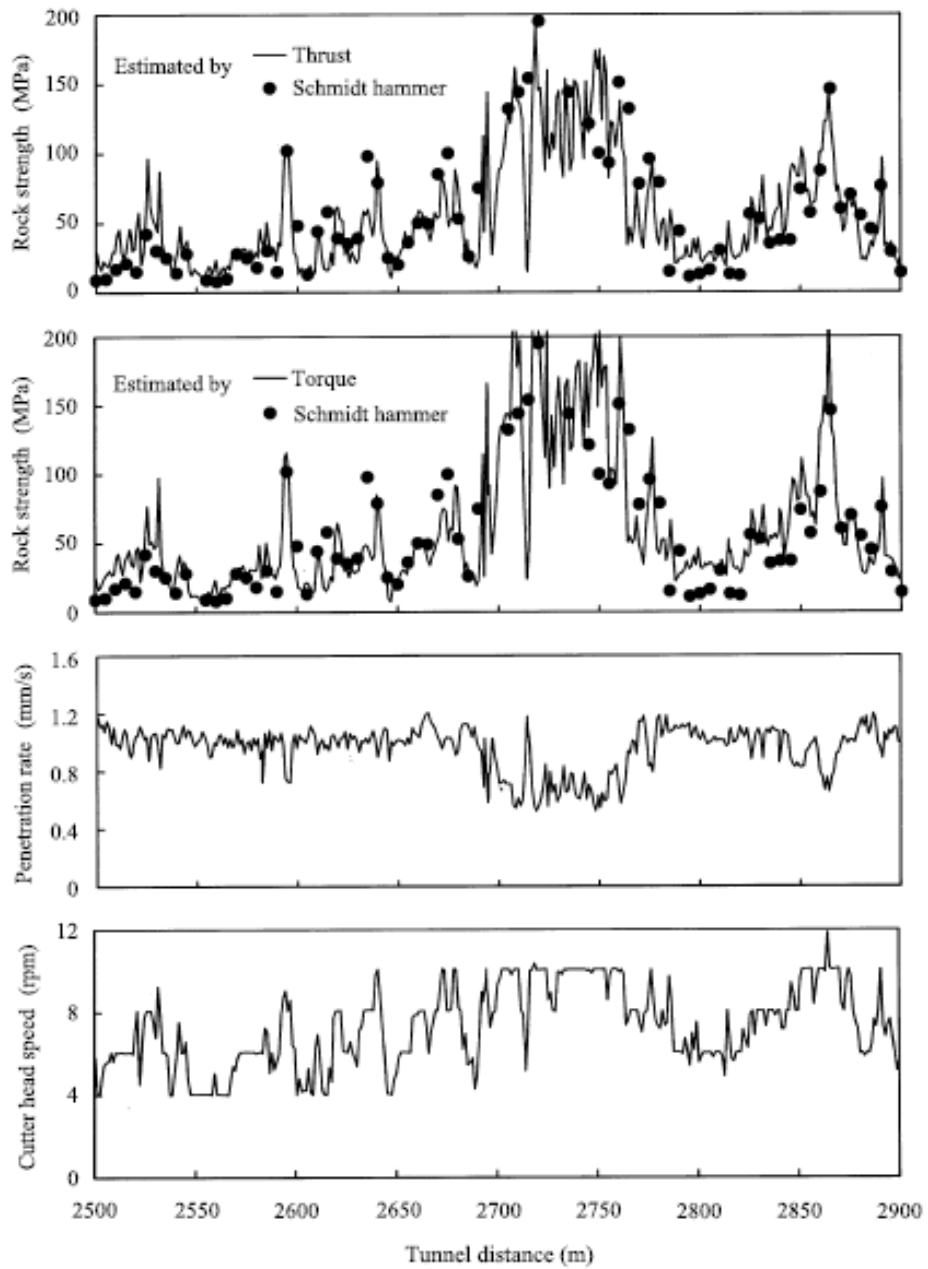 200
150
100
50
0
Rock strength (MPa)
Estimated by
Thrust
Schmidt hammer
200
150
100
50
0
Rock strength (MPa)
Estimated by
Torque
Schmidt hammer
1.6
1.2
0.8
0.4
0
Penetration rate (mm/s)
12
8
4
0
Cutter head speed (rpm)
2500 2550 2600 2650 2700 2750 2800 2850 2900
Tunnel distance (m)